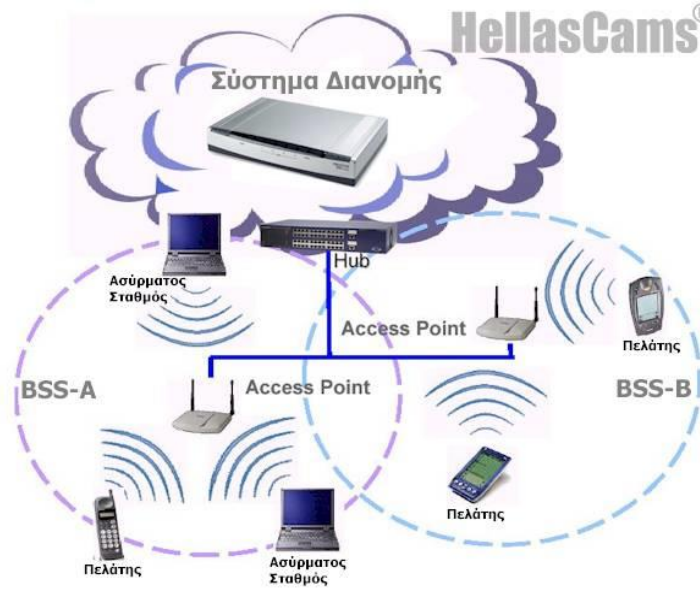 HellasCams
Σύστημα Διανομής
Hub
Ασύρματος
Σταθμός
Access Point
Πελάτης
BSS-A
Access Point
BSS-B
Πελάτης
Πελάτης
Ασύρματος
Σταθμός